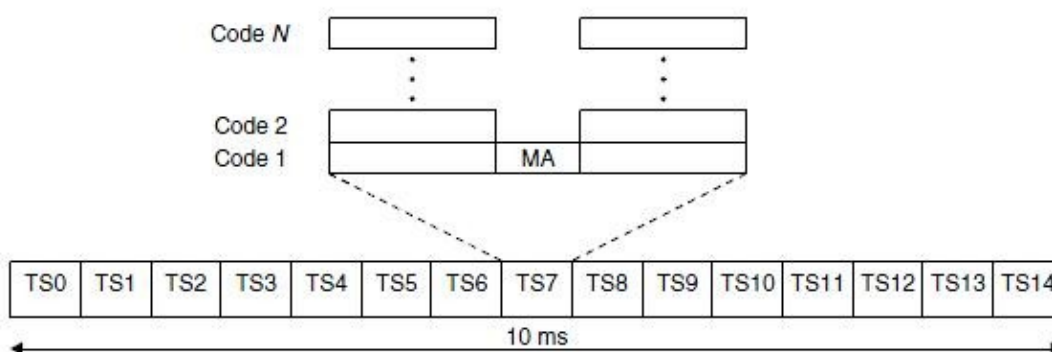 Code N
Code 2
Code 1 MA
TS0 TS1 TS2 TS3 TS4 TS5 TS6 TS7 TS8 TS9 TS10 TS11 TS12 TS13 TS14
10 ms